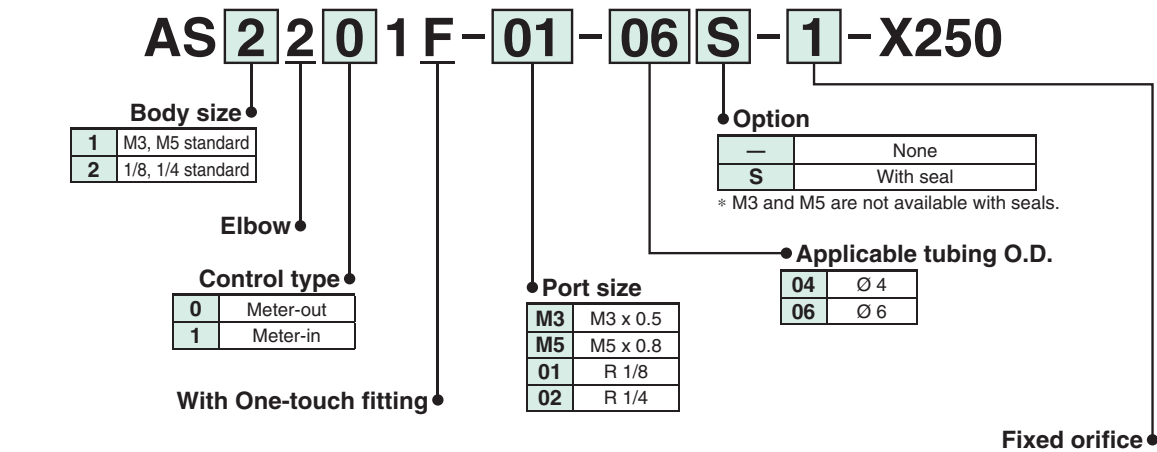 AS 2 2 0 1 F - 01 - 06 S - 1 - X250
Body size
1 M3, M5 standard
2 1/8, 1/4 standard
Elbow
Control type
0 Meter-out
1 Meter-in
With One-touch fitting
Port size
M3 M3 x 0.5
M5 M5 x 0.8
01 R 1/8
02 R 1/4
Option
— None
S With seal
* M3 and M5 are not available with seals.
Applicable tubing O.D.
04 Ø 4
06 Ø 6
Fixed orifice